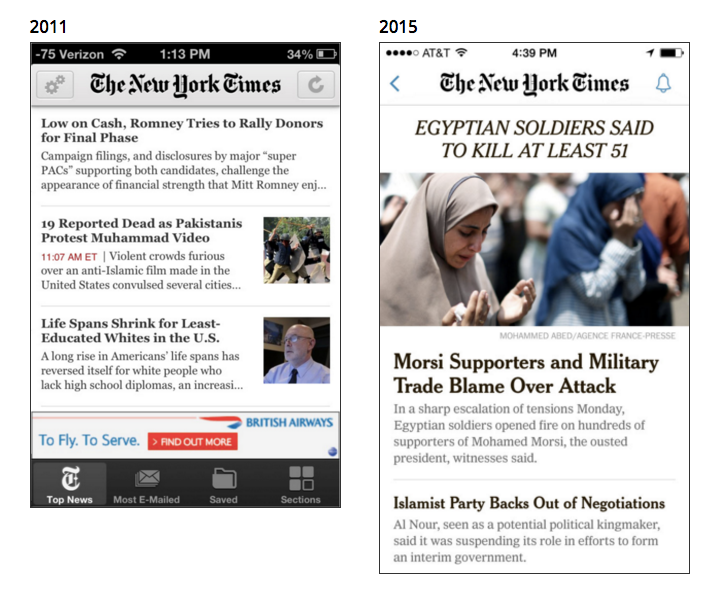 2011
-75 Verizon 1:13 PM 34%
The New York Times
Low on Cash, Romney Tries to Rally Donors
for Final Phase
Campaign filings, and disclosures by major “super
PACs” supporting both candidates, challenge the
appearance of financial strength that Mitt Romney enj...
19 Reported Dead as Pakistanis
Protest Muhammad Video
11:07 AM ET | Violent crowds furious
over an anti-Islamic film made in the
United States convulsed several cities...
Life Spans Shrink for Least-
Educated Whites in the U.S.
A long rise in Americans’ life spans has
reversed itself for white people who
lack high school diplomas, an increasi...
BRITISH AIRWAYS
To Fly. To Serve. > FIND OUT MORE
T
Top News Most E-Mailed Saved Sections
2015
AT&T 4:39 PM
The New York Times
EGYPTIAN SOLDIERS SAID
TO KILL AT LEAST 51
MOHAMMED ABED/AGENCE FRANCE-PRESSE
Morsi Supporters and Military
Trade Blame Over Attack
In a sharp escalation of tensions Monday,
Egyptian soldiers opened fire on hundreds of
supporters of Mohamed Morsi, the ousted
president, witnesses said.
Islamist Party Backs Out of Negotiations
Al Nour, seen as a potential political kingmaker,
said it was suspending its role in efforts to form
an interim government.